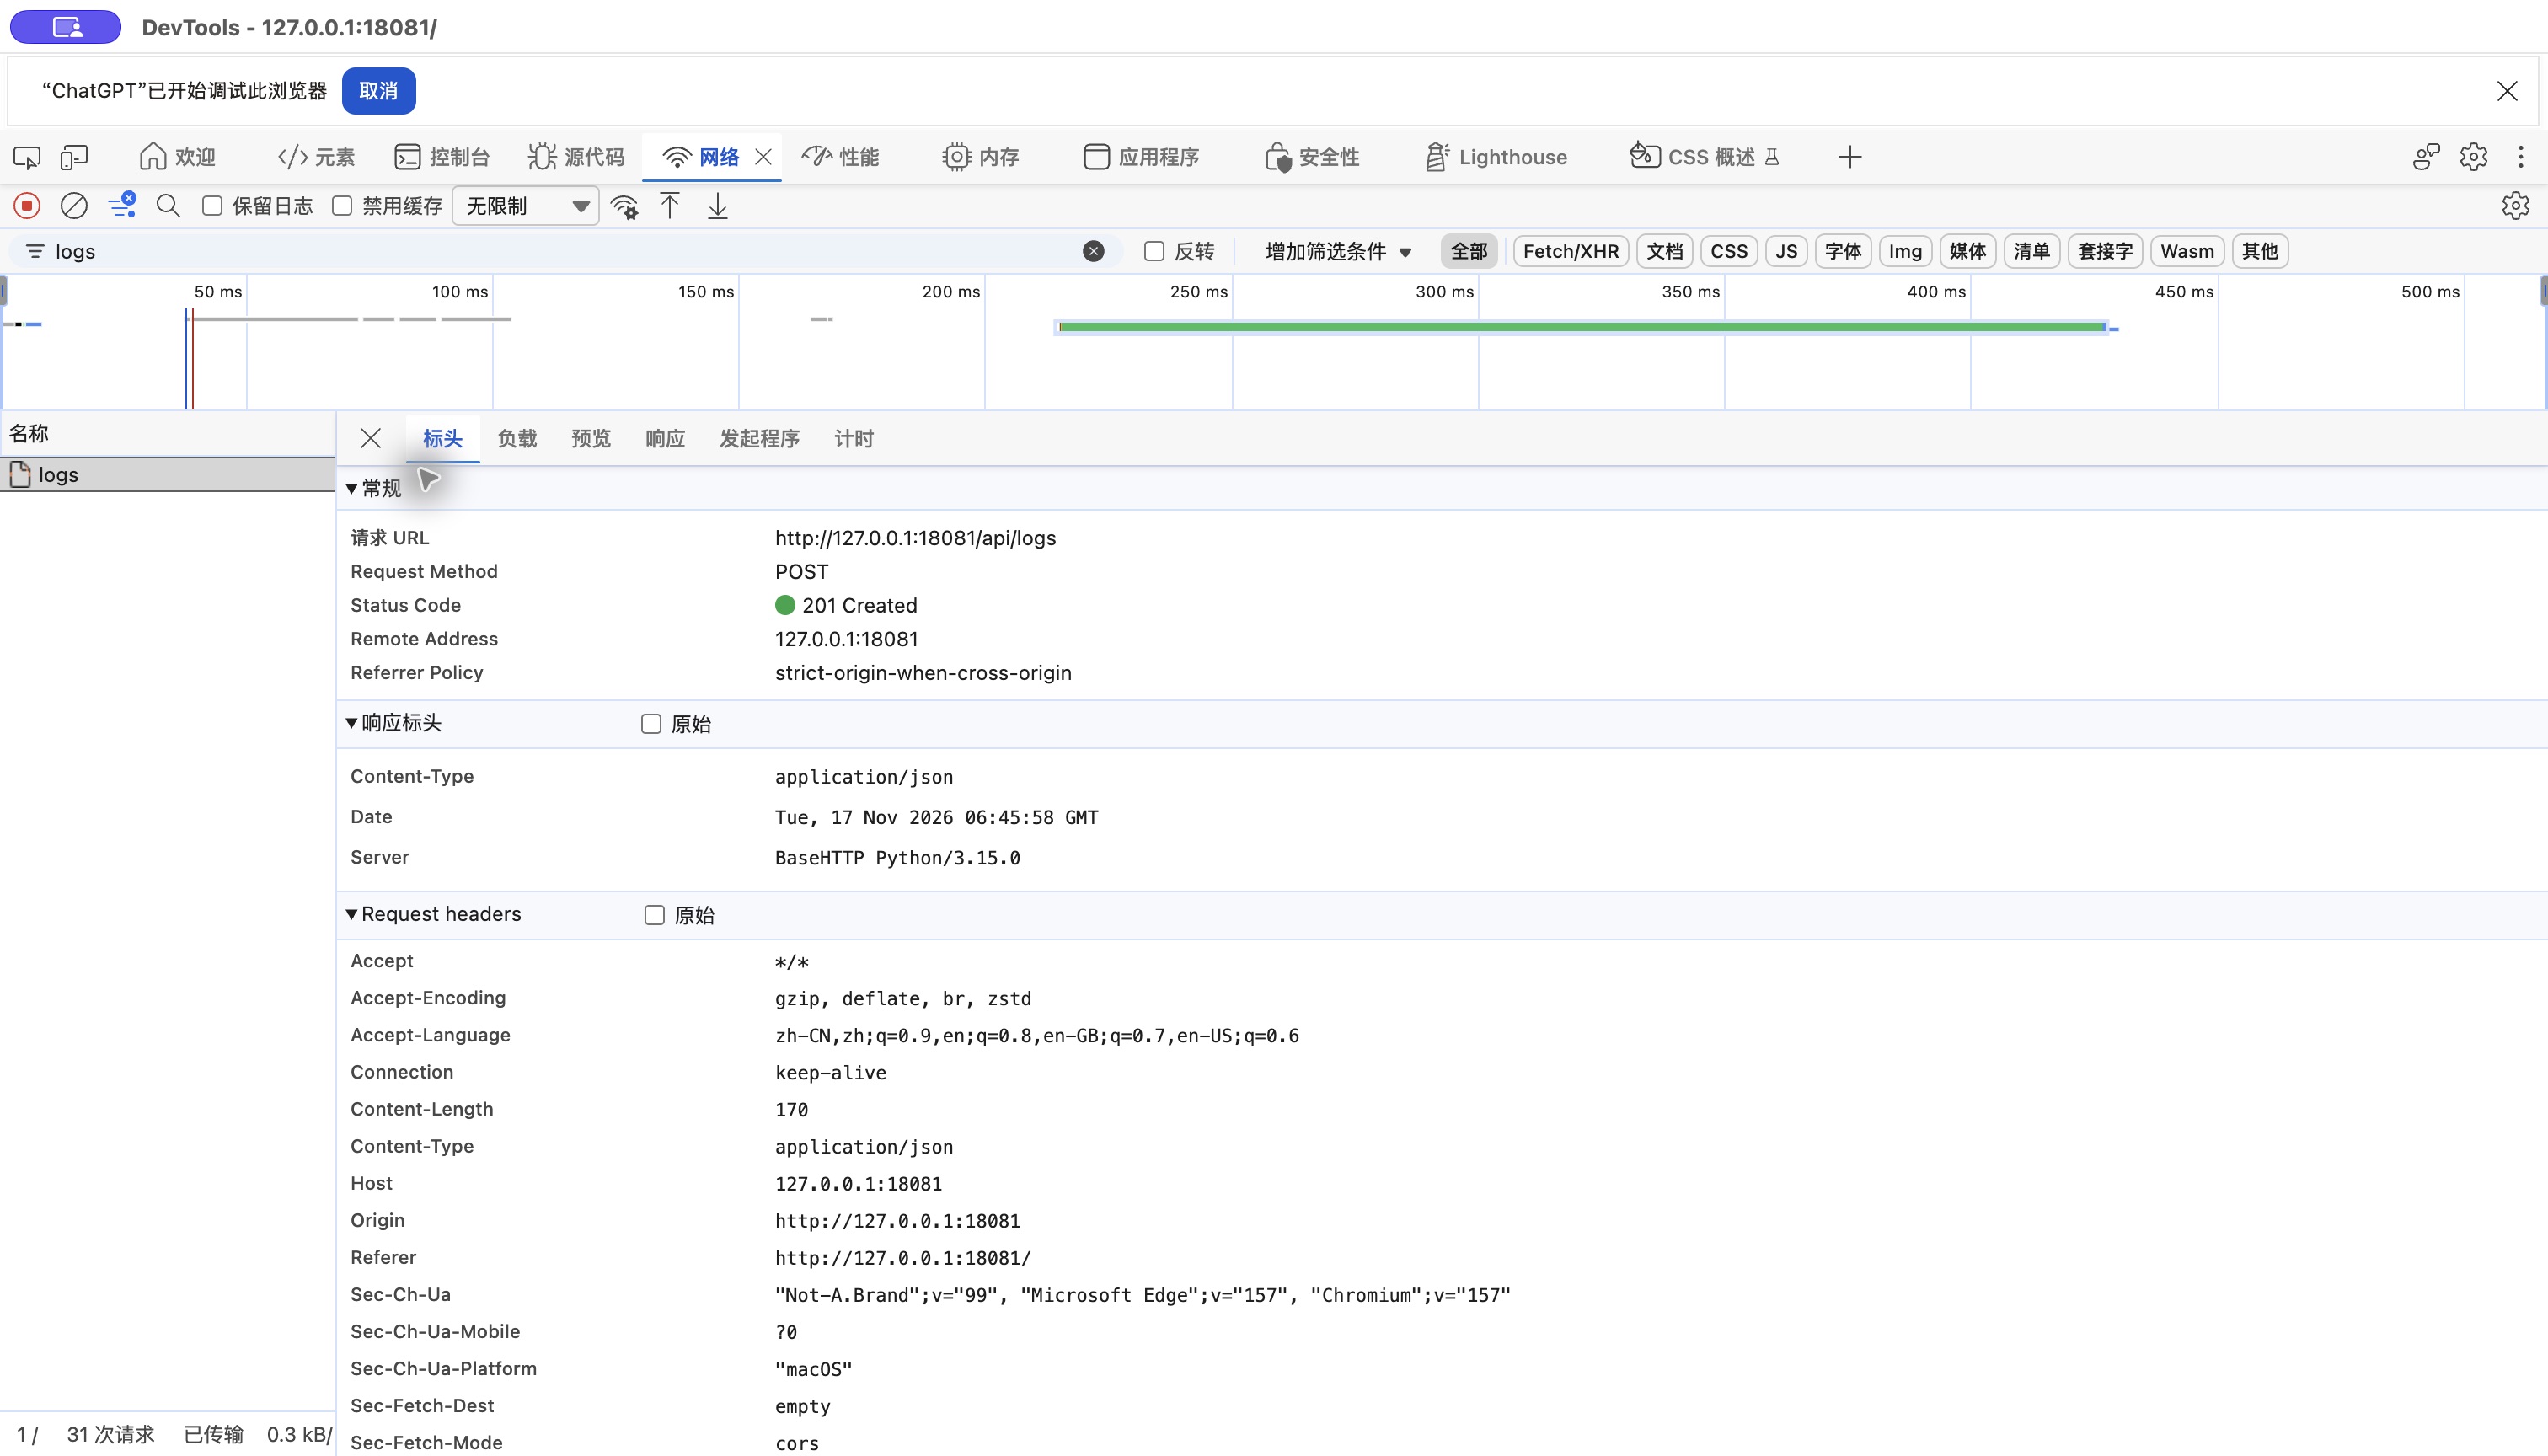 DevTools - 127.0.0.1:18081/
“ChatGPT”已开始调试此浏览器 取消
欢迎 元素 控制台 源代码 网络 性能 内存 应用程序 安全性 Lighthouse CSS 概述
保留日志 禁用缓存 无限制
logs 反转 增加筛选条件 全部 Fetch/XHR 文档 CSS JS 字体 Img 媒体 清单 套接字 Wasm 其他
50 ms 100 ms 150 ms 200 ms 250 ms 300 ms 350 ms 400 ms 450 ms 500 ms
名称 标头 负载 预览 响应 发起程序 计时
logs
常规
请求 URL http://127.0.0.1:18081/api/logs
Request Method POST
Status Code 201 Created
Remote Address 127.0.0.1:18081
Referrer Policy strict-origin-when-cross-origin
响应标头 原始
Content-Type application/json
Date Tue, 17 Nov 2026 06:45:58 GMT
Server BaseHTTP Python/3.15.0
Request headers 原始
Accept */*
Accept-Encoding gzip, deflate, br, zstd
Accept-Language zh-CN,zh;q=0.9,en;q=0.8,en-GB;q=0.7,en-US;q=0.6
Connection keep-alive
Content-Length 170
Content-Type application/json
Host 127.0.0.1:18081
Origin http://127.0.0.1:18081
Referer http://127.0.0.1:18081/
Sec-Ch-Ua "Not-A.Brand";v="99", "Microsoft Edge";v="157", "Chromium";v="157"
Sec-Ch-Ua-Mobile ?0
Sec-Ch-Ua-Platform "macOS"
Sec-Fetch-Dest empty
Sec-Fetch-Mode cors
1 / 31 次请求 已传输 0.3 kB/